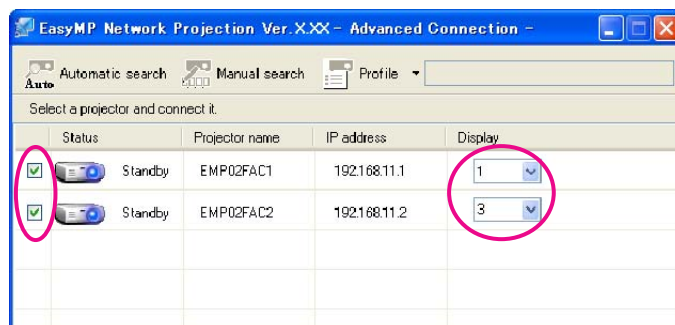 EasyMP Network Projection Ver.X.XX - Advanced Connection -
Auto Automatic search Manual search Profile
Select a projector and connect it.
Status Projector name IP address Display
Standby EMP02FAC1 192.168.11.1 1
Standby EMP02FAC2 192.168.11.2 3